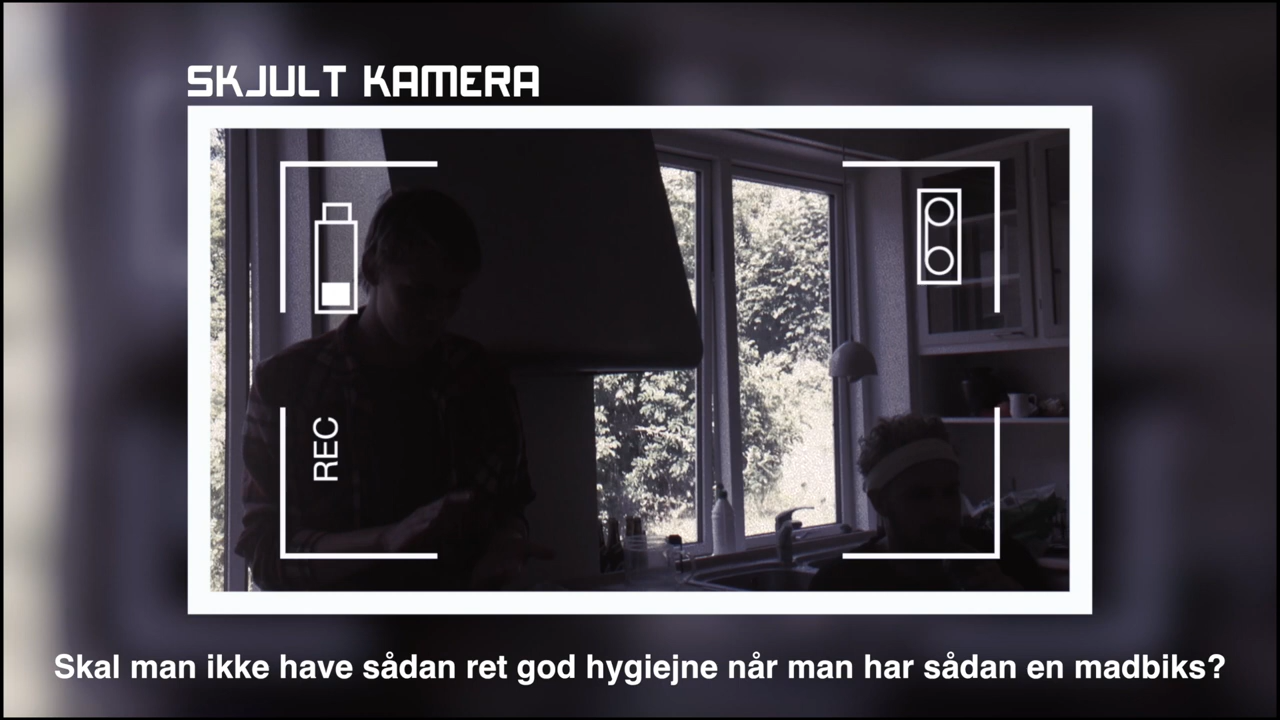 SKJULT KAMERA
REC
Skal man ikke have sådan ret god hygiejne når man har sådan en madbiks?